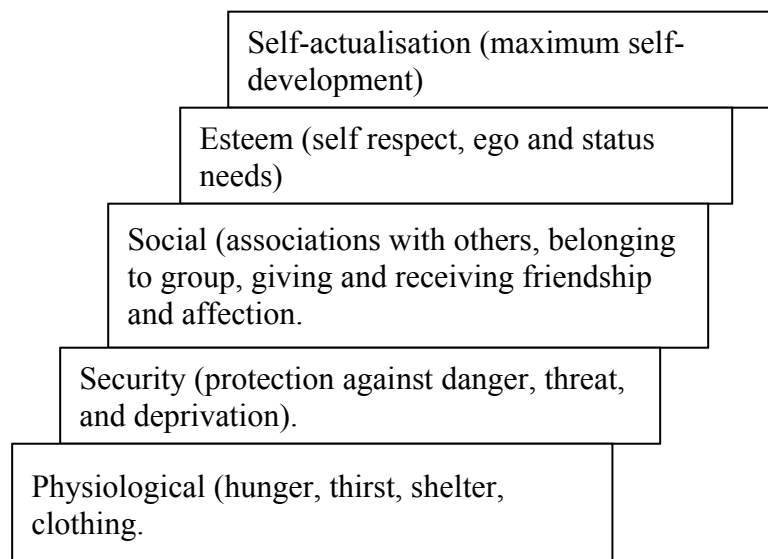 Self-actualisation (maximum self-
development)
Esteem (self respect, ego and status
needs)
Social (associations with others, belonging
to group, giving and receiving friendship
and affection.
Security (protection against danger, threat,
and deprivation).
Physiological (hunger, thirst, shelter,
clothing.